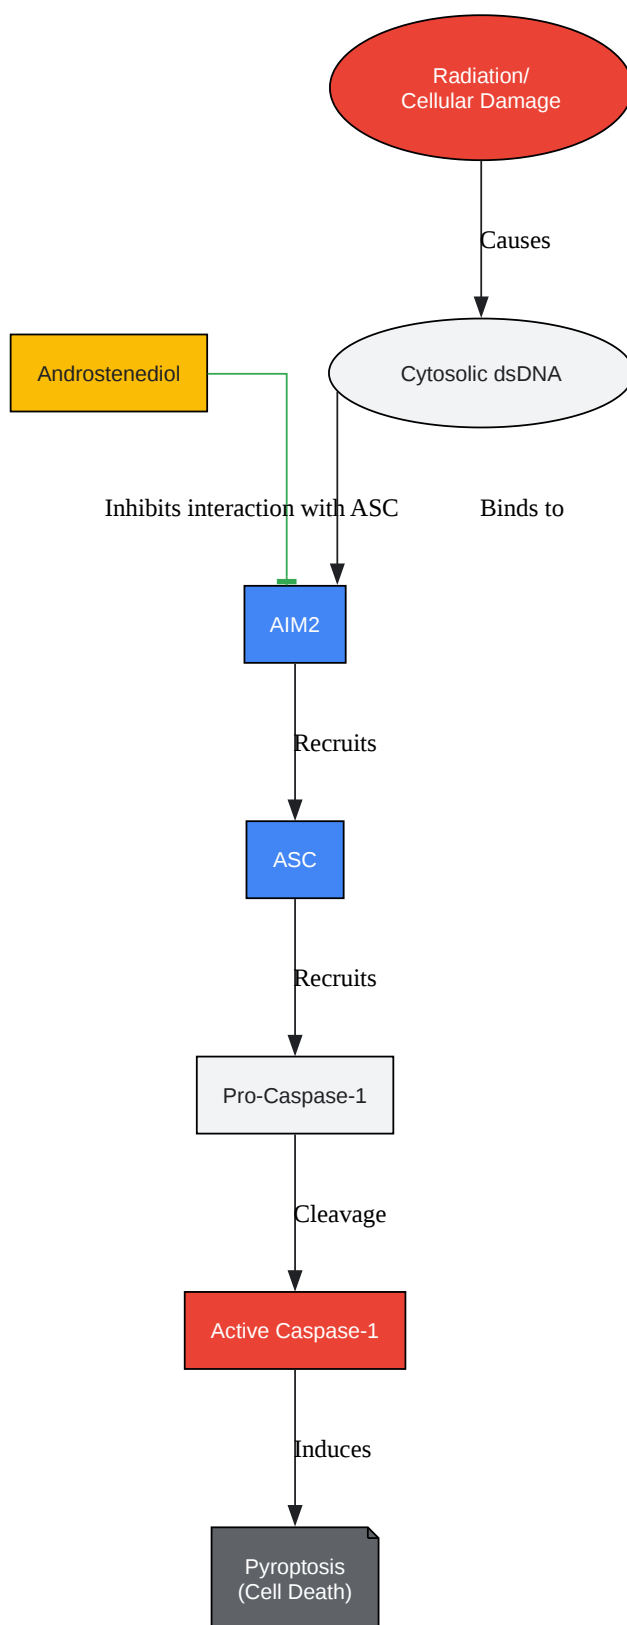 Radiation/
Cellular Damage
Causes
Androstenediol
Cytosolic dsDNA
Inhibits interaction with ASC
Binds to
AIM2
Recruits
ASC
Recruits
Pro-Caspase-1
Cleavage
Active Caspase-1
Induces
Pyroptosis
(Cell Death)